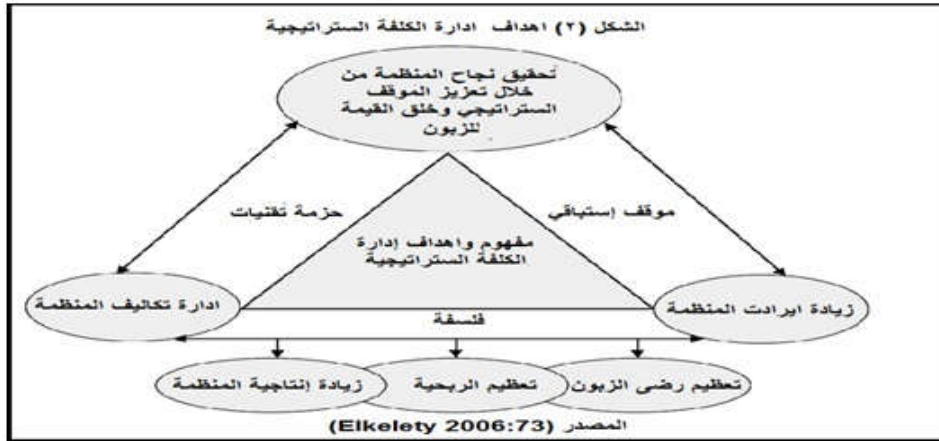 الشكل (٢) اهداف ادارة الكلفة الستراتيجية
تحقيق نجاح المنظمة من
خلال تعزيز الموقف
الستراتيجي وخلق القيمة
للزبون
موقف إستباقي
حزمة تقنيات
مفهوم واهداف إدارة
الكلفة الستراتيجية
زيادة ايرادت المنظمة
ادارة تكاليف المنظمة
فلسفة
تعظيم رضى الزبون
تعظيم الربحية
زيادة إنتاجية المنظمة
المصدر (Elkelety 2006:73)